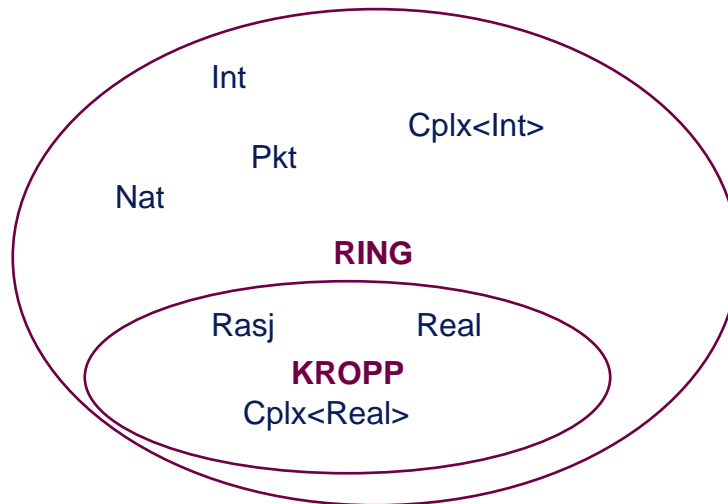 Int
Cplx<Int>
Pkt
Nat
RING
Rasj Real
KROPP
Cplx<Real>